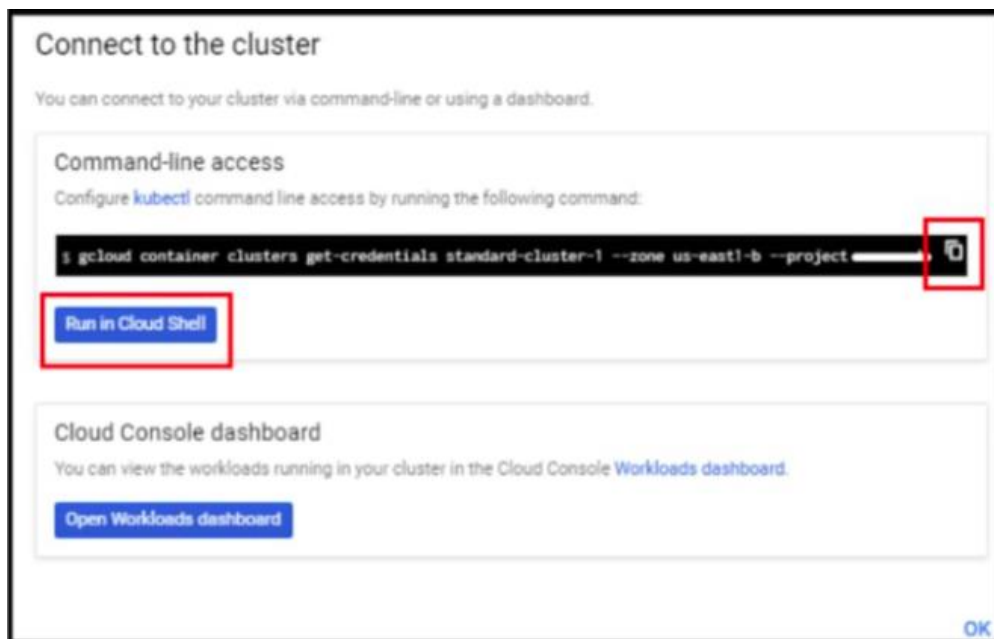 Connect to the cluster
You can connect to your cluster via command-line or using a dashboard.
Command-line access
Configure kubectl command line access by running the following command:
$ gcloud container clusters get-credentials standard-cluster-1 --zone us-east1-b --project
Run in Cloud Shell
Cloud Console dashboard
You can view the workloads running in your cluster in the Cloud Console Workloads dashboard.
Open Workloads dashboard
OK